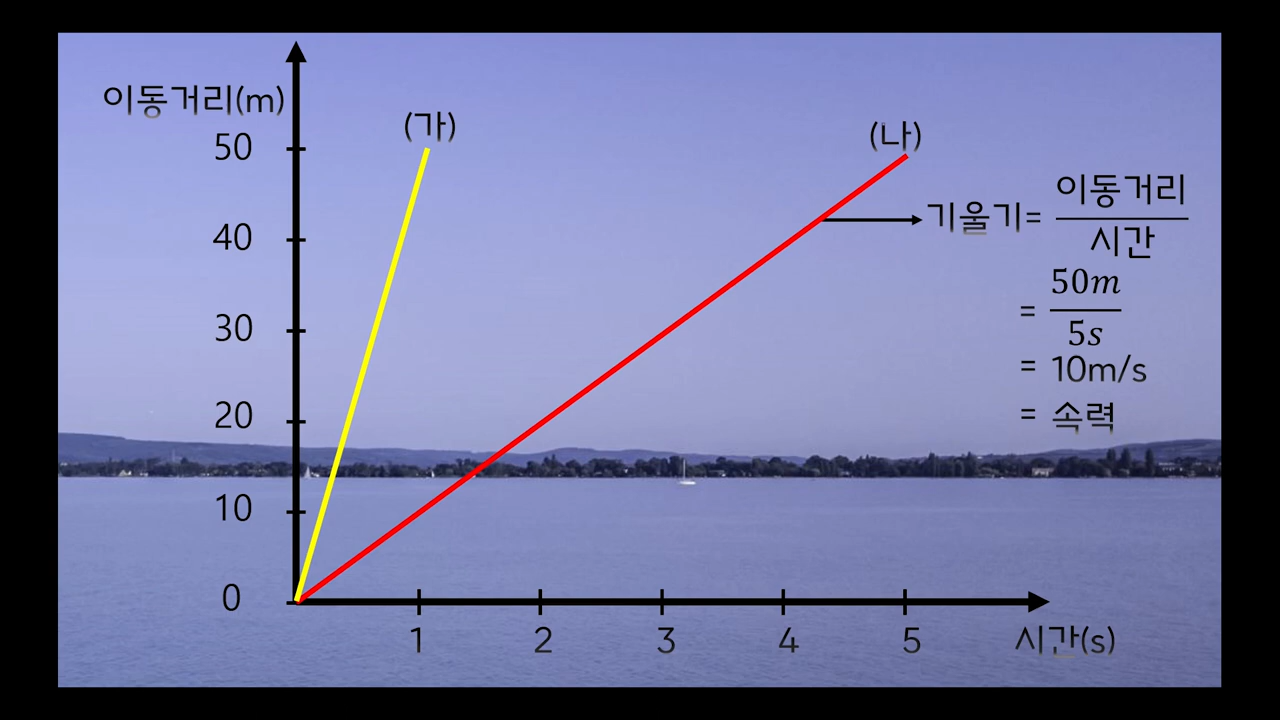 이동거리(m)
50
40
30
20
10
0
(가)
(나)
기울기= 이동거리
시간
= 50m
5s
= 10m/s
= 속력
1 2 3 4 5 시간(s)